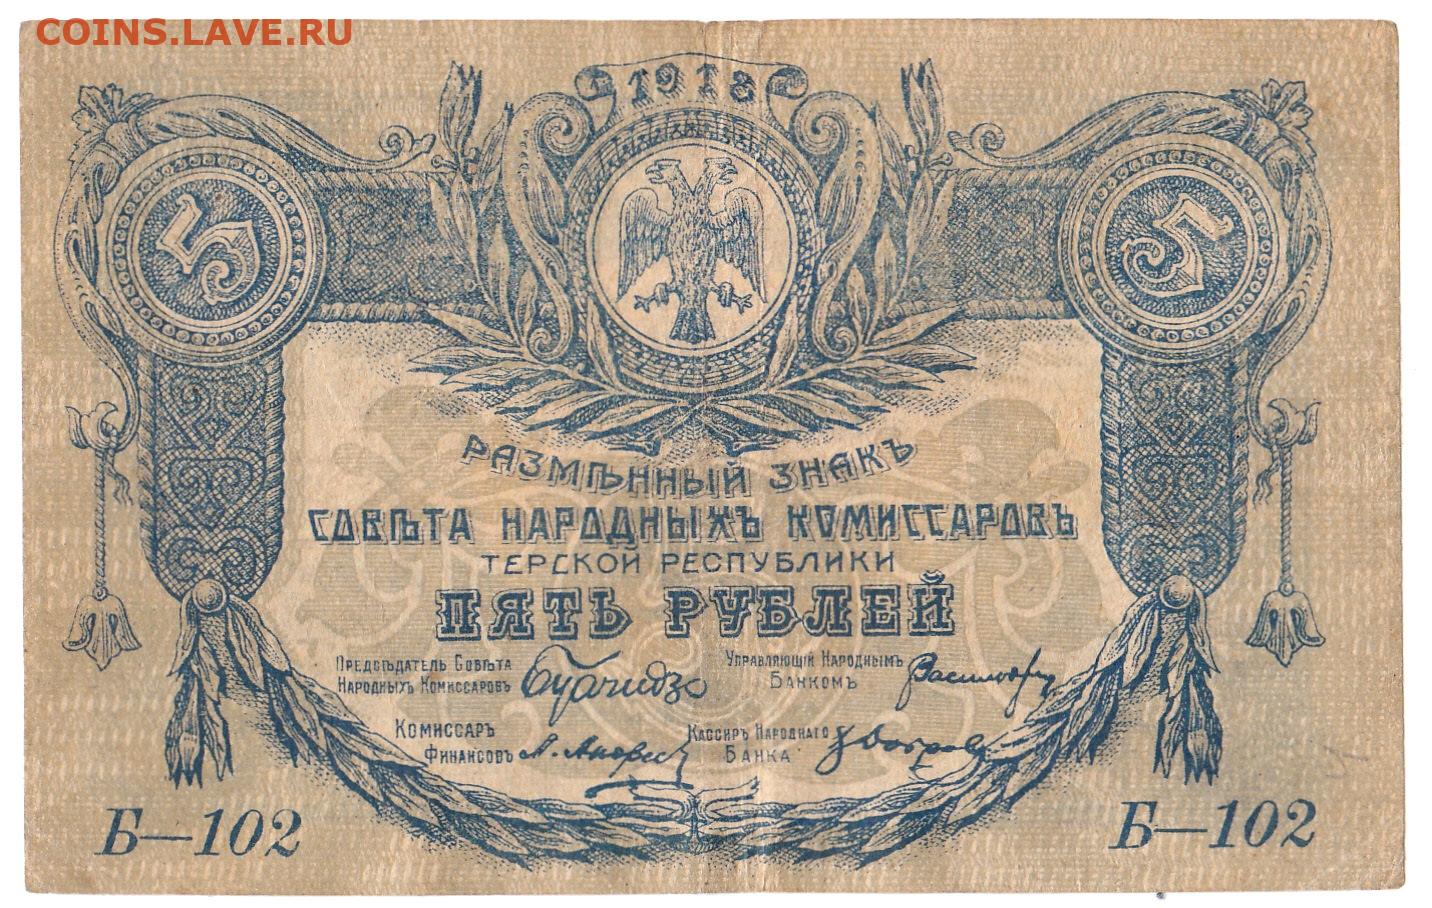 COINS.LAVE.RU
1918
5 5
РАЗМѢННЫЙ ЗНАКЪ
СОВѢТА НАРОДНЫХЪ КОМИССАРОВЪ
ТЕРСКОЙ РЕСПУБЛИКИ
ПЯТЬ РУБЛЕЙ
ПРЕДСѢДАТЕЛЬ СОВѢТА
НАРОДНЫХЪ КОМИССАРОВЪ
УПРАВЛЯЮЩІЙ НАРОДНЫМЪ
БАНКОМЪ
КОМИССАРЪ
ФИНАНСОВЪ
КАССИРЪ НАРОДНАГО
БАНКА
Б—102 Б—102